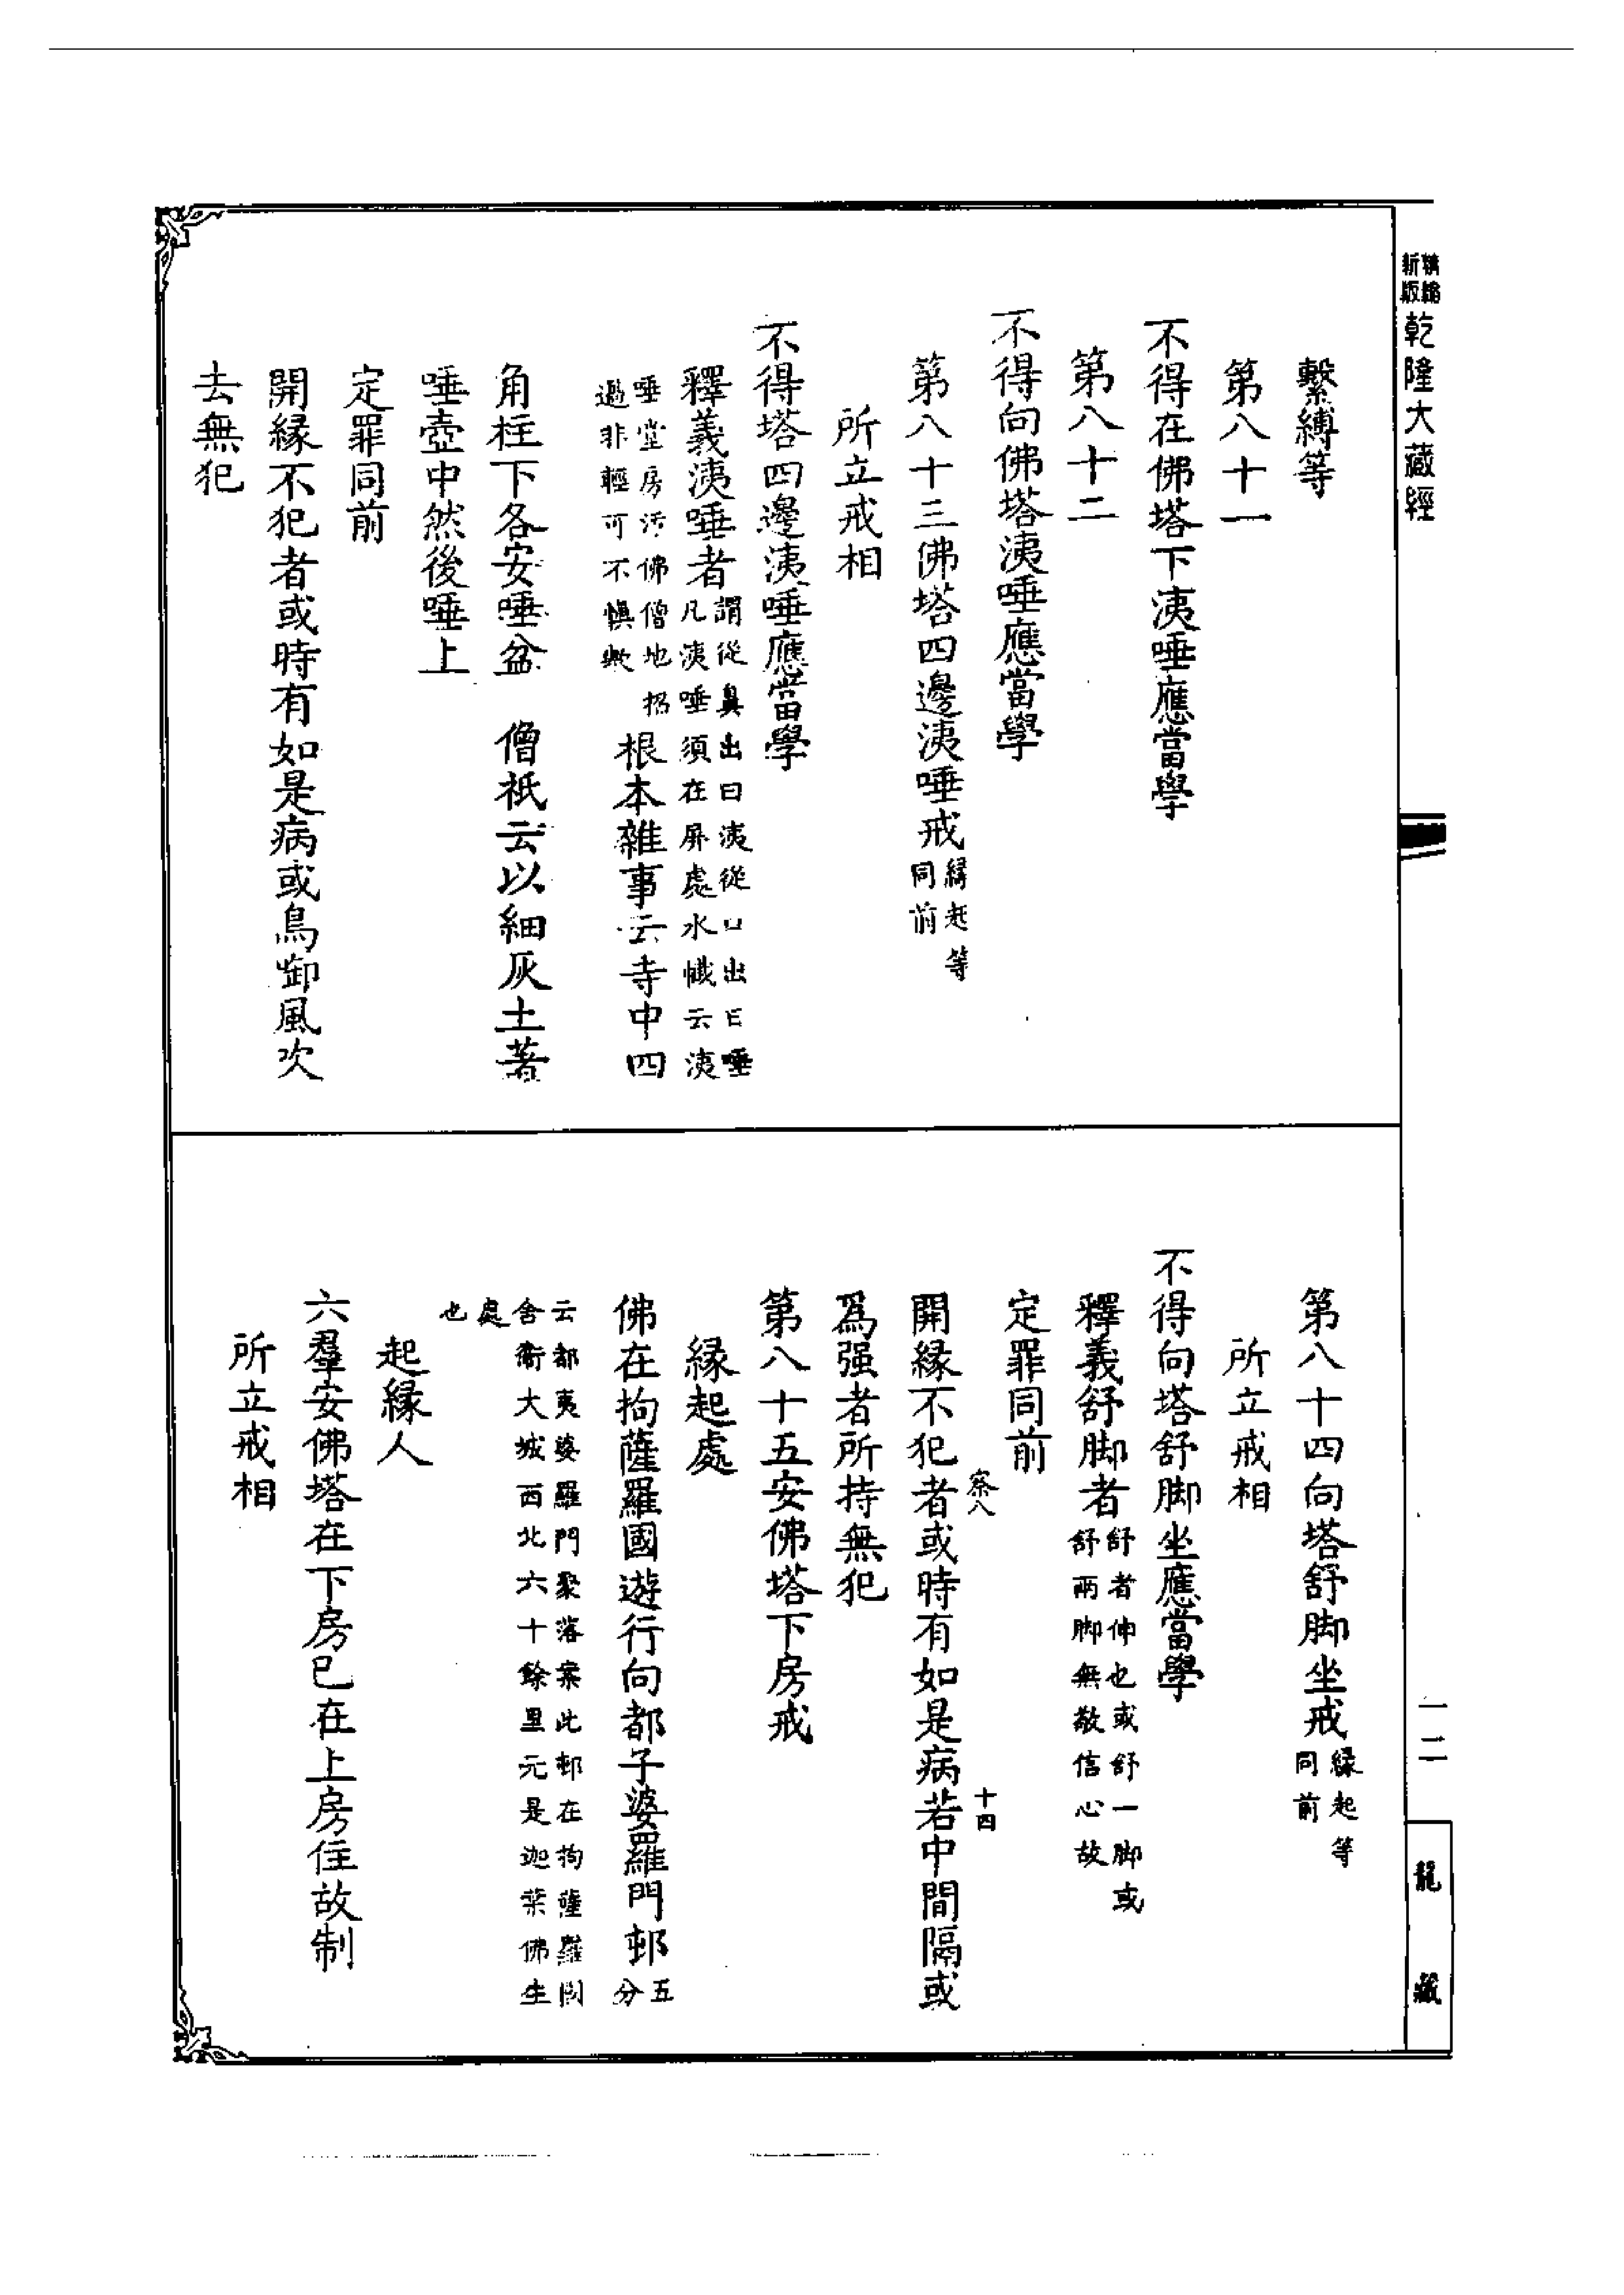 精縮新版
乾隆大藏經
繫縛等
第八十一
不得在佛塔下洟唾應當學
第八十二
不得向佛塔洟唾應當學
第八十三佛塔四邊洟唾戒緣起等同前
所立戒相
不得塔四邊洟唾應當學
釋義洟唾者謂從鼻出曰洟從口出曰唾凡洟唾須在屏處水懺云洟
唾堂房污佛僧地招過非輕可不慎歟根本雜事云寺中四
角柱下各安唾盆 僧祇云以細灰土著
唾壺中然後唾上
定罪同前
開緣不犯者或時有如是病或鳥啣風吹
去無犯
第八十四向塔舒脚坐戒緣起等同前
所立戒相
不得向塔舒脚坐應當學
釋義舒脚者舒者伸也或舒一脚或舒兩脚無敬信心故
定罪同前
寮八
十四
開緣不犯者或時有如是病若中間隔或
爲强者所持無犯
第八十五安佛塔下房戒
緣起處
佛在拘薩羅國遊行向都子婆羅門邨五分
云都夷婆羅門聚落案此邨在拘薩羅國舍衛大城西北六十餘里元是迦葉佛生
處也
起緣人
六羣安佛塔在下房已在上房住故制
所立戒相
一二
龍藏